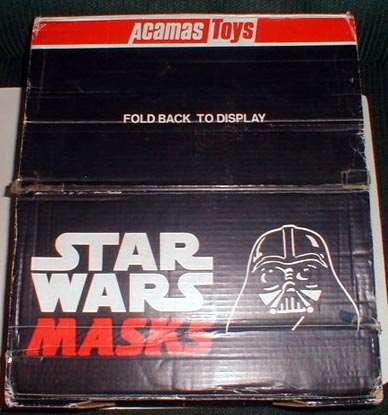 Acamas Toys
FOLD BACK TO DISPLAY
STAR
WARS
MASKS